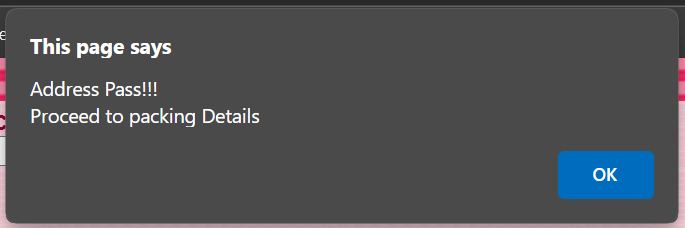 This page says
Address Pass!!!
Proceed to packing Details
OK